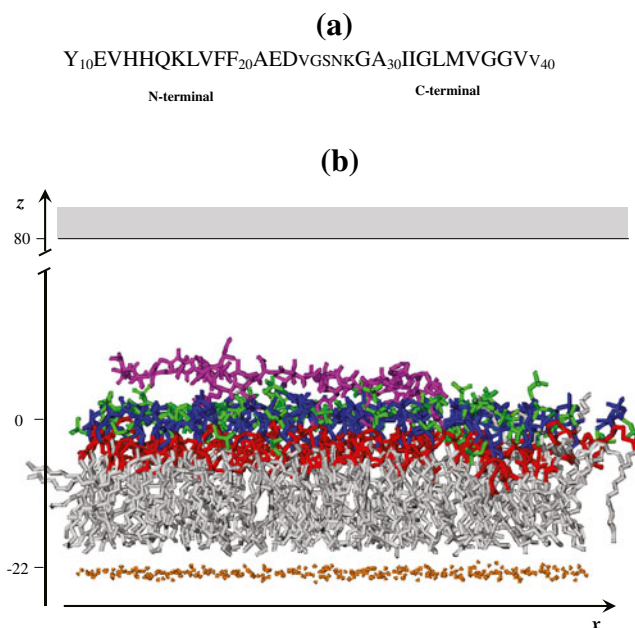 (a)
Y10EVHHQKLVFF20AEDVGSNKGA30IIGLMVGGVV40
N-terminal C-terminal
(b)
z
80
0
-22
x